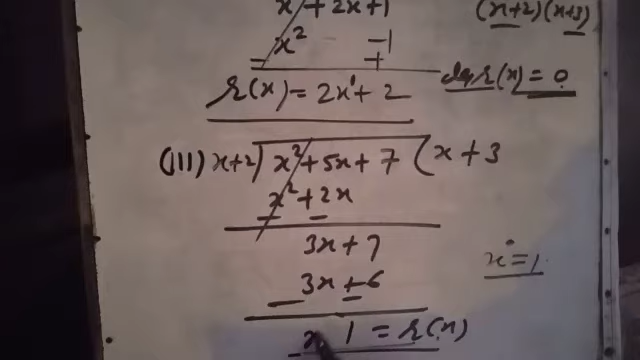 x² + 2x + 1
(x+2)(x+3)
x² - 1
- +
r(x) = 2x + 2
deg r(x) = 0
(III) x+2) x² + 5x + 7 (x + 3
x² + 2x
- -
3x + 7
3x + 6
- -
x° = 1
1 = r(x)